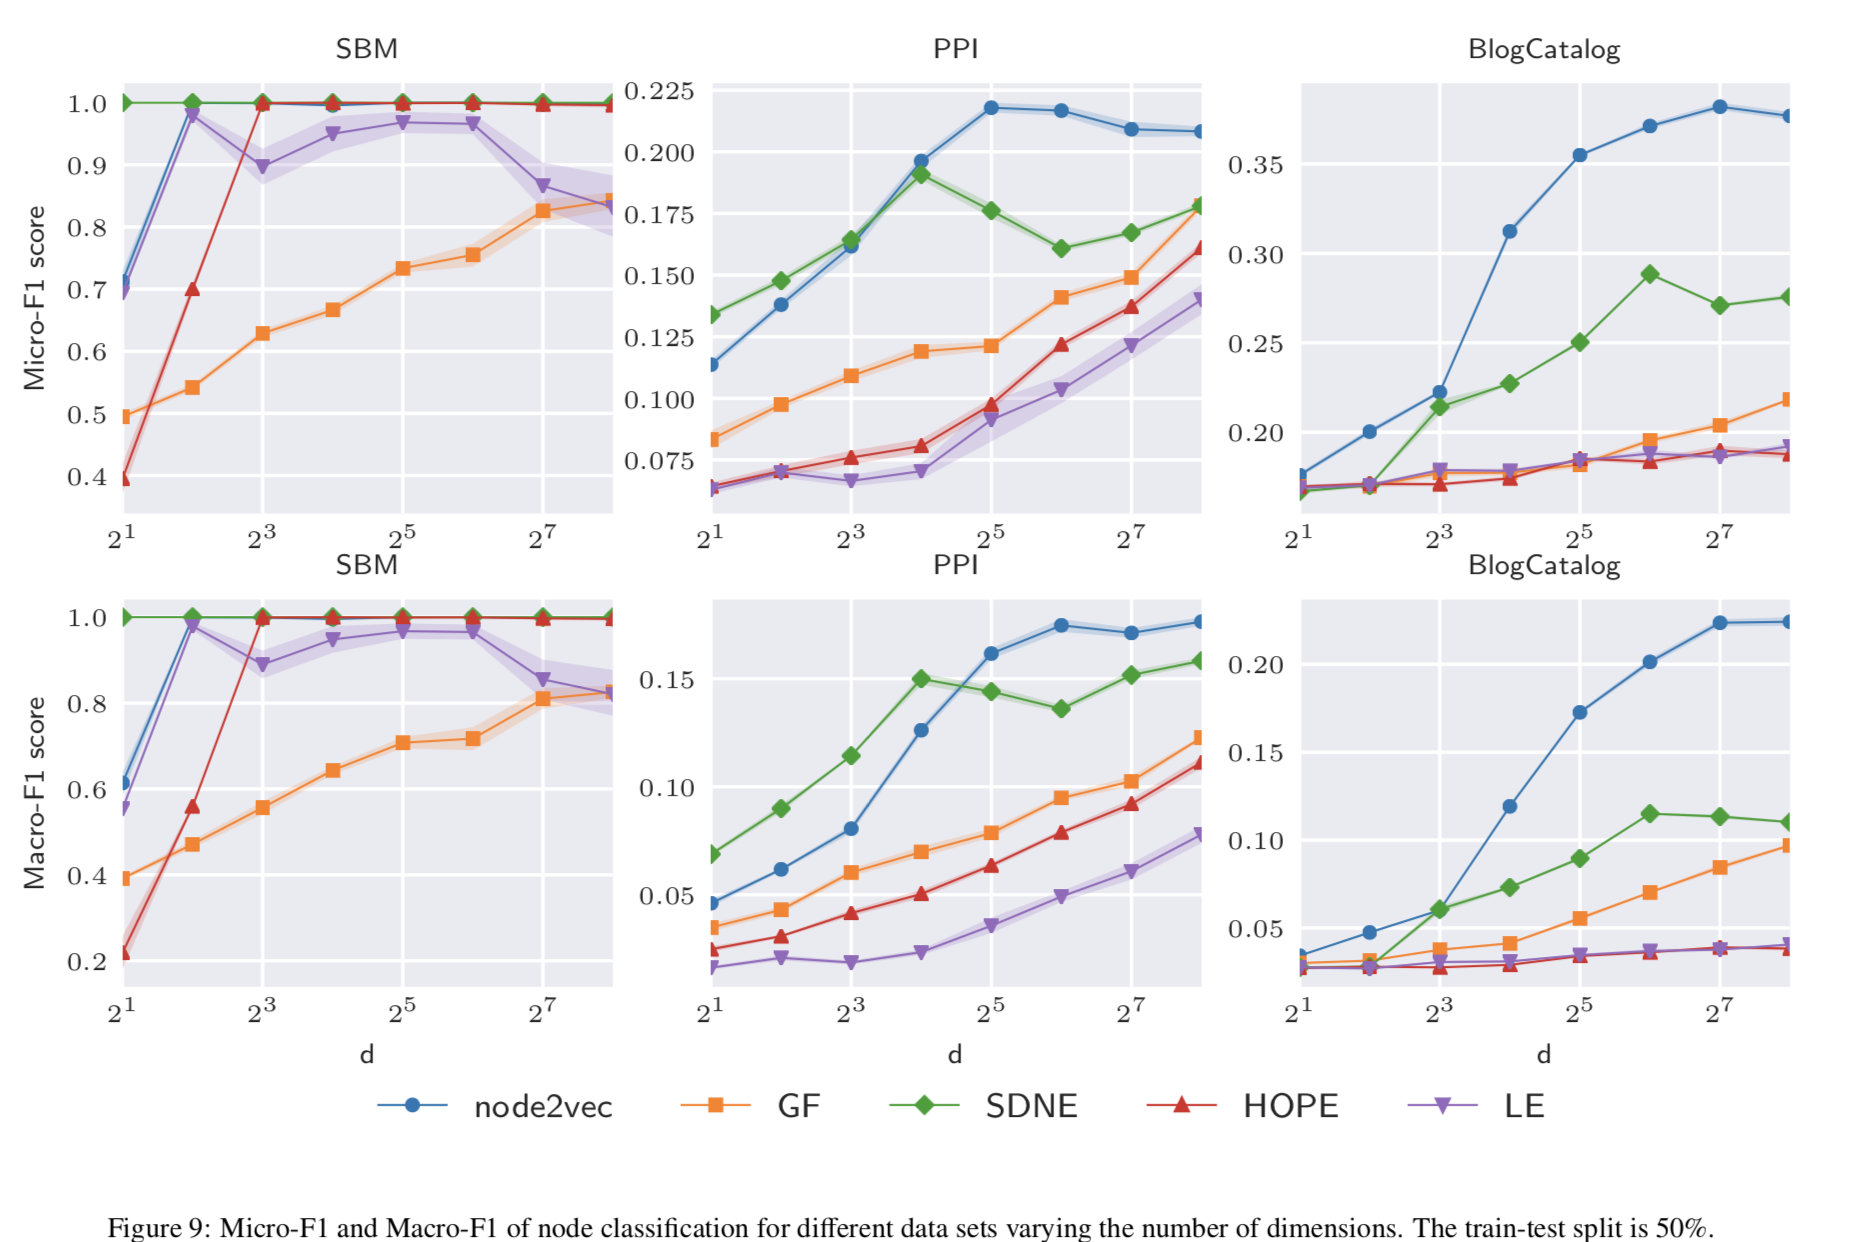 SBM PPI BlogCatalog
Micro-F1 score
1.0
0.9
0.8
0.7
0.6
0.5
0.4
2^1 2^3 2^5 2^7
0.225
0.200
0.175
0.150
0.125
0.100
0.075
2^1 2^3 2^5 2^7
0.35
0.30
0.25
0.20
2^1 2^3 2^5 2^7
SBM PPI BlogCatalog
Macro-F1 score
1.0
0.8
0.6
0.4
0.2
2^1 2^3 2^5 2^7
0.15
0.10
0.05
2^1 2^3 2^5 2^7
0.20
0.15
0.10
0.05
2^1 2^3 2^5 2^7
d d d
node2vec GF SDNE HOPE LE
Figure 9: Micro-F1 and Macro-F1 of node classification for different data sets varying the number of dimensions. The train-test split is 50%.